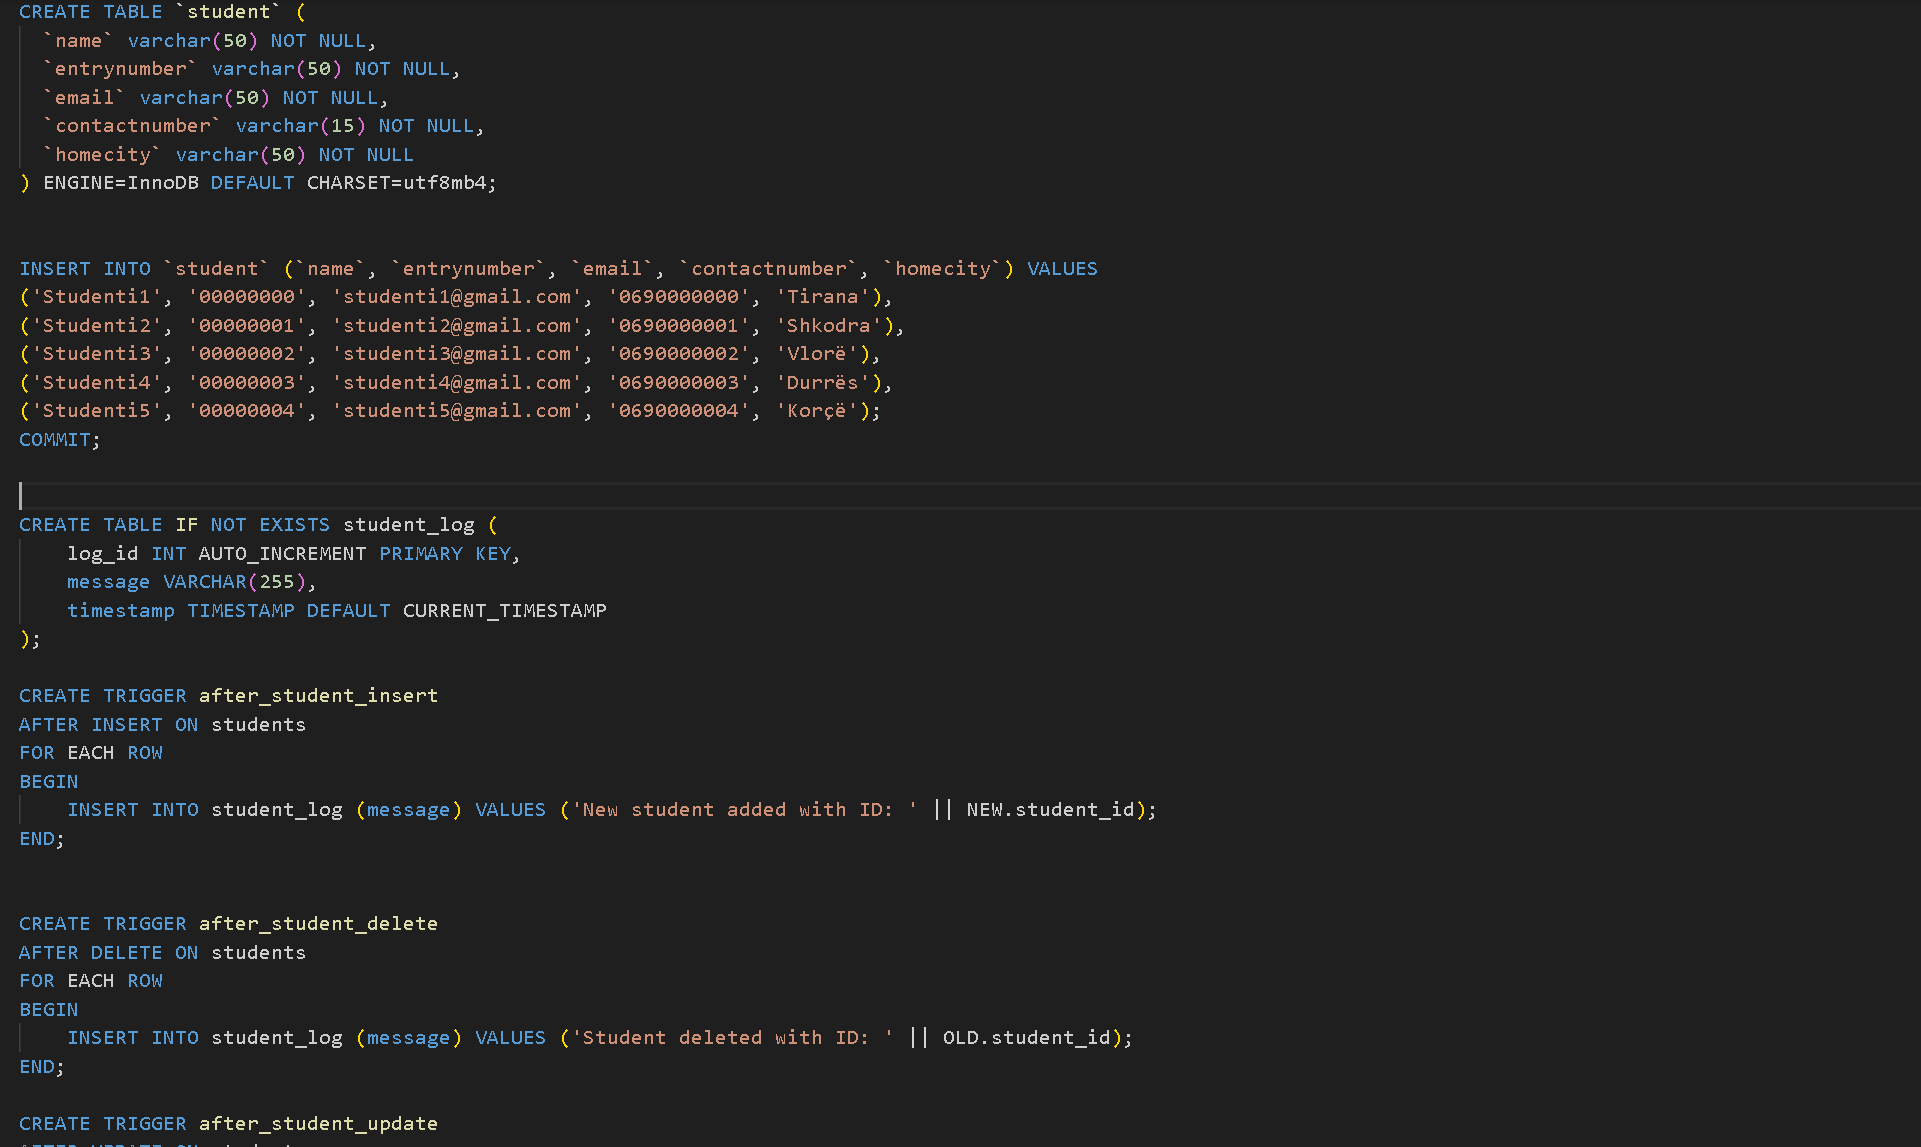 CREATE TABLE `student` (
  `name` varchar(50) NOT NULL,
  `entrynumber` varchar(50) NOT NULL,
  `email` varchar(50) NOT NULL,
  `contactnumber` varchar(15) NOT NULL,
  `homecity` varchar(50) NOT NULL
) ENGINE=InnoDB DEFAULT CHARSET=utf8mb4;
INSERT INTO `student` (`name`, `entrynumber`, `email`, `contactnumber`, `homecity`) VALUES
('Studenti1', '00000000', 'studenti1@gmail.com', '0690000000', 'Tirana'),
('Studenti2', '00000001', 'studenti2@gmail.com', '0690000001', 'Shkodra'),
('Studenti3', '00000002', 'studenti3@gmail.com', '0690000002', 'Vlorë'),
('Studenti4', '00000003', 'studenti4@gmail.com', '0690000003', 'Durrës'),
('Studenti5', '00000004', 'studenti5@gmail.com', '0690000004', 'Korçë');
COMMIT;
CREATE TABLE IF NOT EXISTS student_log (
    log_id INT AUTO_INCREMENT PRIMARY KEY,
    message VARCHAR(255),
    timestamp TIMESTAMP DEFAULT CURRENT_TIMESTAMP
);
CREATE TRIGGER after_student_insert
AFTER INSERT ON students
FOR EACH ROW
BEGIN
    INSERT INTO student_log (message) VALUES ('New student added with ID: ' || NEW.student_id);
END;
CREATE TRIGGER after_student_delete
AFTER DELETE ON students
FOR EACH ROW
BEGIN
    INSERT INTO student_log (message) VALUES ('Student deleted with ID: ' || OLD.student_id);
END;
CREATE TRIGGER after_student_update